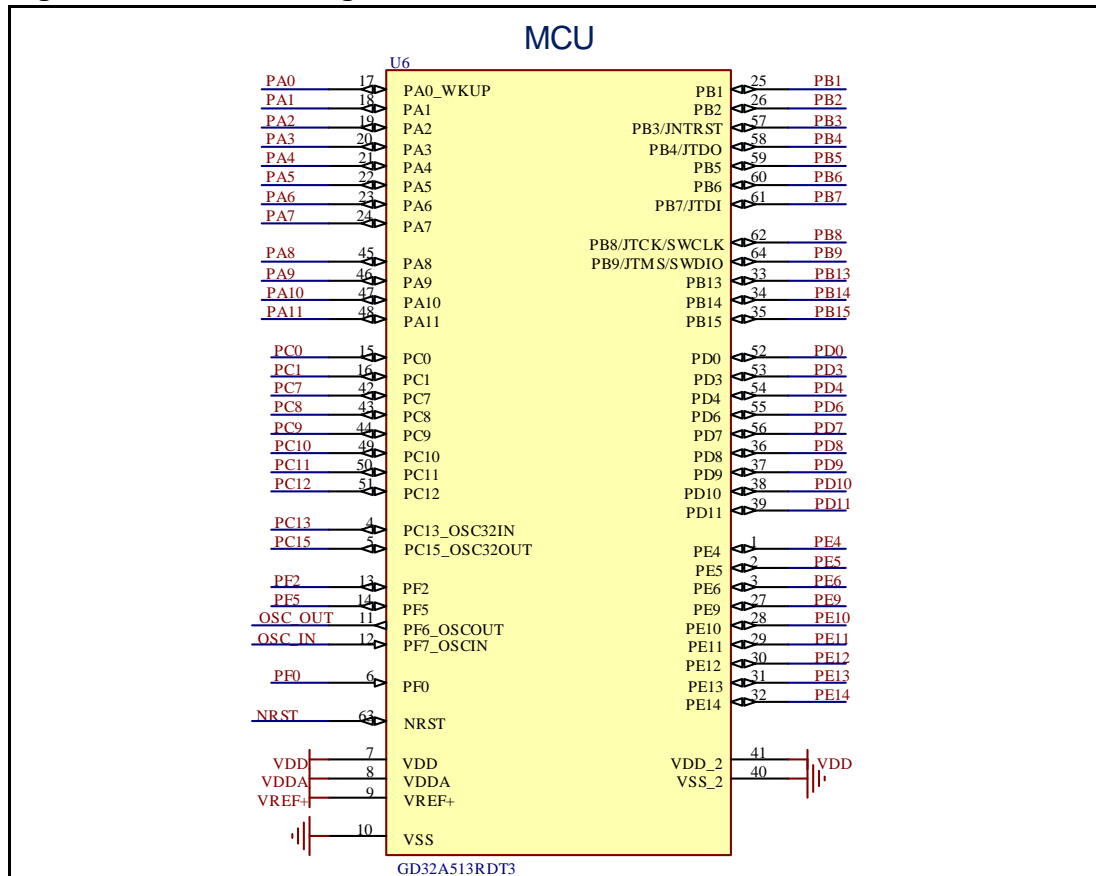 MCU
U6
PA0 17 PA0_WKUP PB1 25 PB1
PA1 18 PA1 PB2 26 PB2
PA2 19 PA2 PB3/JNTRST 57 PB3
PA3 20 PA3 PB4/JTDO 58 PB4
PA4 21 PA4 PB5 59 PB5
PA5 22 PA5 PB6 60 PB6
PA6 23 PA6 PB7/JTDI 61 PB7
PA7 24 PA7
PB8/JTCK/SWCLK 62 PB8
PA8 45 PA8 PB9/JTMS/SWDIO 64 PB9
PA9 46 PA9 PB13 33 PB13
PA10 47 PA10 PB14 34 PB14
PA11 48 PA11 PB15 35 PB15
PC0 15 PC0 PD0 52 PD0
PC1 16 PC1 PD3 53 PD3
PC7 42 PC7 PD4 54 PD4
PC8 43 PC8 PD6 55 PD6
PC9 44 PC9 PD7 56 PD7
PC10 49 PC10 PD8 36 PD8
PC11 50 PC11 PD9 37 PD9
PC12 51 PC12 PD10 38 PD10
PD11 39 PD11
PC13 4 PC13_OSC32IN
PC15 5 PC15_OSC32OUT PE4 1 PE4
PE5 2 PE5
PF2 13 PF2 PE6 3 PE6
PF5 14 PF5 PE9 27 PE9
OSC_OUT 11 PF6_OSCOUT PE10 28 PE10
OSC_IN 12 PF7_OSCIN PE11 29 PE11
PE12 30 PE12
PF0 6 PF0 PE13 31 PE13
PE14 32 PE14
NRST 63 NRST
VDD 7 VDD VDD_2 41 VDD
VDDA 8 VDDA VSS_2 40
VREF+ 9 VREF+
10 VSS
GD32A513RDT3